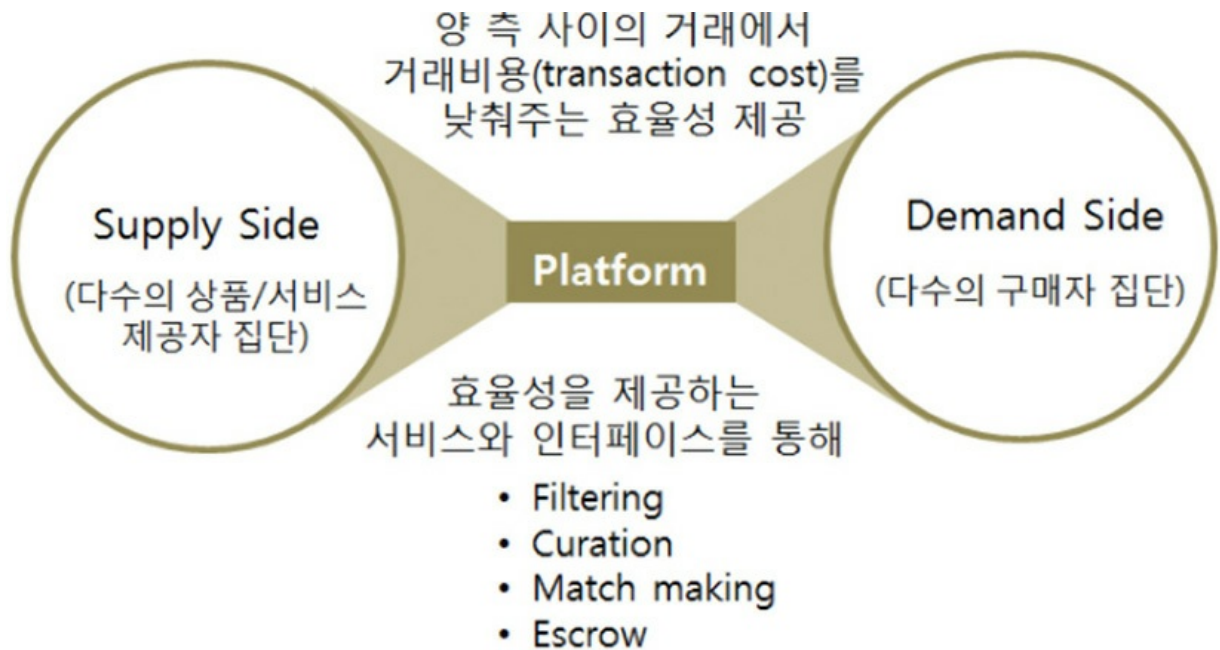 양 측 사이의 거래에서
거래비용(transaction cost)를
낮춰주는 효율성 제공
Supply Side
(다수의 상품/서비스
제공자 집단)
Platform
Demand Side
(다수의 구매자 집단)
효율성을 제공하는
서비스와 인터페이스를 통해
• Filtering
• Curation
• Match making
• Escrow